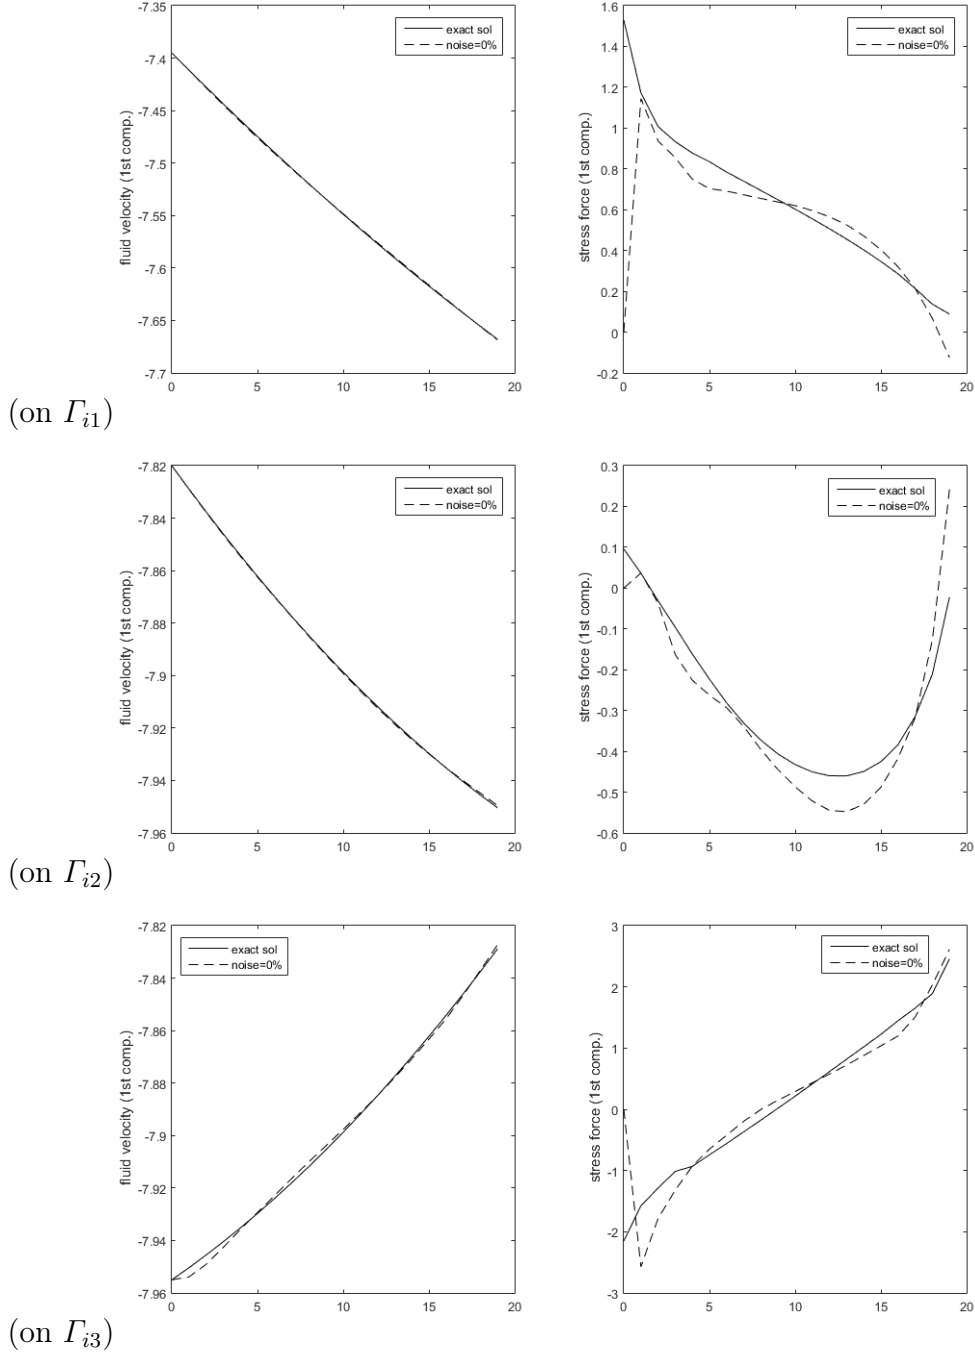 -7.35
-7.4
-7.45
-7.5
-7.55
-7.6
-7.65
-7.7
0 5 10 15 20
fluid velocity (1st comp.)
exact sol
noise=0%
1.6
1.4
1.2
1
0.8
0.6
0.4
0.2
0
-0.2
0 5 10 15 20
stress force (1st comp.)
exact sol
noise=0%
(on Γi1)
-7.82
-7.84
-7.86
-7.88
-7.9
-7.92
-7.94
-7.96
0 5 10 15 20
fluid velocity (1st comp.)
exact sol
noise=0%
0.3
0.2
0.1
0
-0.1
-0.2
-0.3
-0.4
-0.5
-0.6
0 5 10 15 20
stress force (1st comp.)
exact sol
noise=0%
(on Γi2)
-7.82
-7.84
-7.86
-7.88
-7.9
-7.92
-7.94
-7.96
0 5 10 15 20
fluid velocity (1st comp.)
exact sol
noise=0%
3
2
1
0
-1
-2
-3
0 5 10 15 20
stress force (1st comp.)
exact sol
noise=0%
(on Γi3)